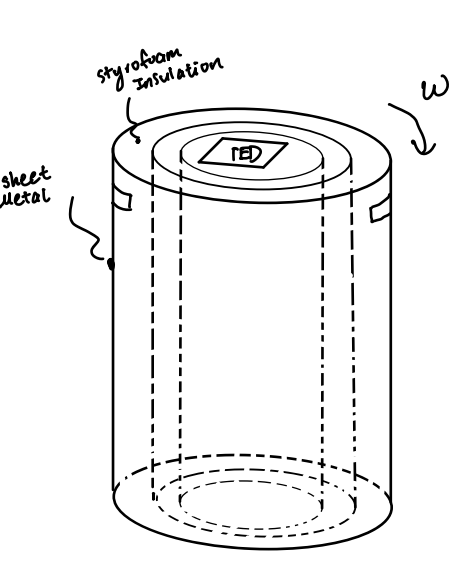 styrofoam
Insulation
ω
TED
sheet
Metal